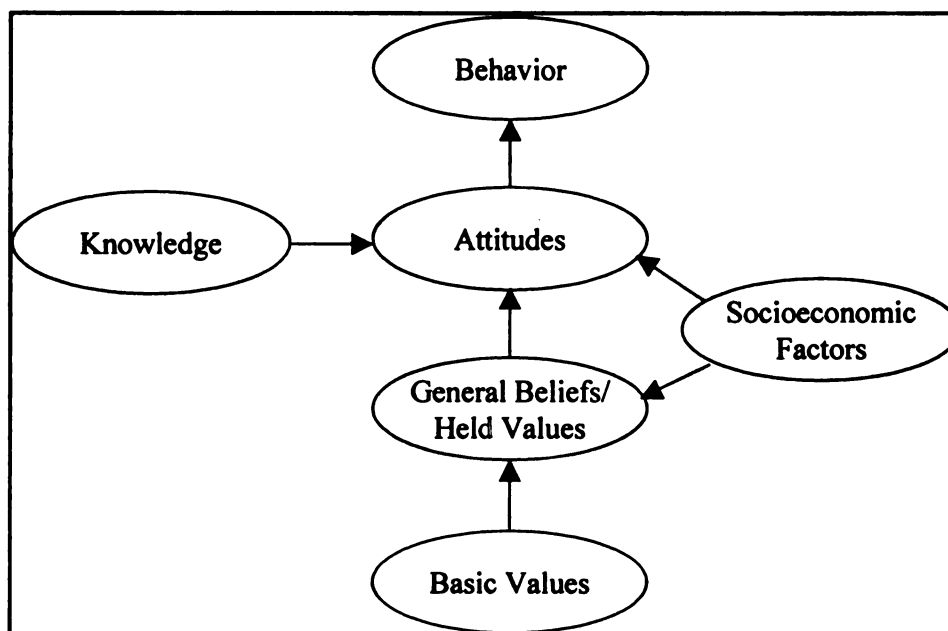 Behavior
Knowledge
Attitudes
Socioeconomic
Factors
General Beliefs/
Held Values
Basic Values